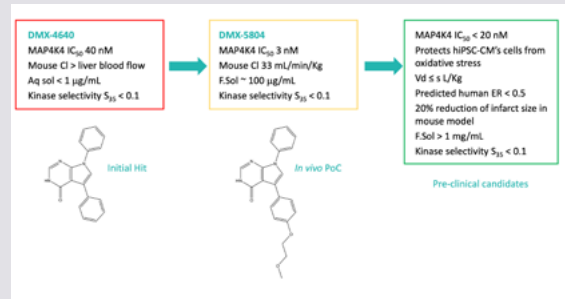 DMX-4640
MAP4K4 IC50 40 nM
Mouse Cl > liver blood flow
Aq sol < 1 µg/mL
Kinase selectivity S35 < 0.1
Initial Hit
DMX-5804
MAP4K4 IC50 3 nM
Mouse Cl 33 mL/min/Kg
F.Sol ~ 100 µg/mL
Kinase selectivity S35 < 0.1
In vivo PoC
MAP4K4 IC50 < 20 nM
Protects hiPSC-CM's cells from
oxidative stress
Vd ≤ s L/Kg
Predicted human ER < 0.5
20% reduction of infarct size in
mouse model
F.Sol > 1 mg/mL
Kinase selectivity S35 < 0.1
Pre-clinical candidates